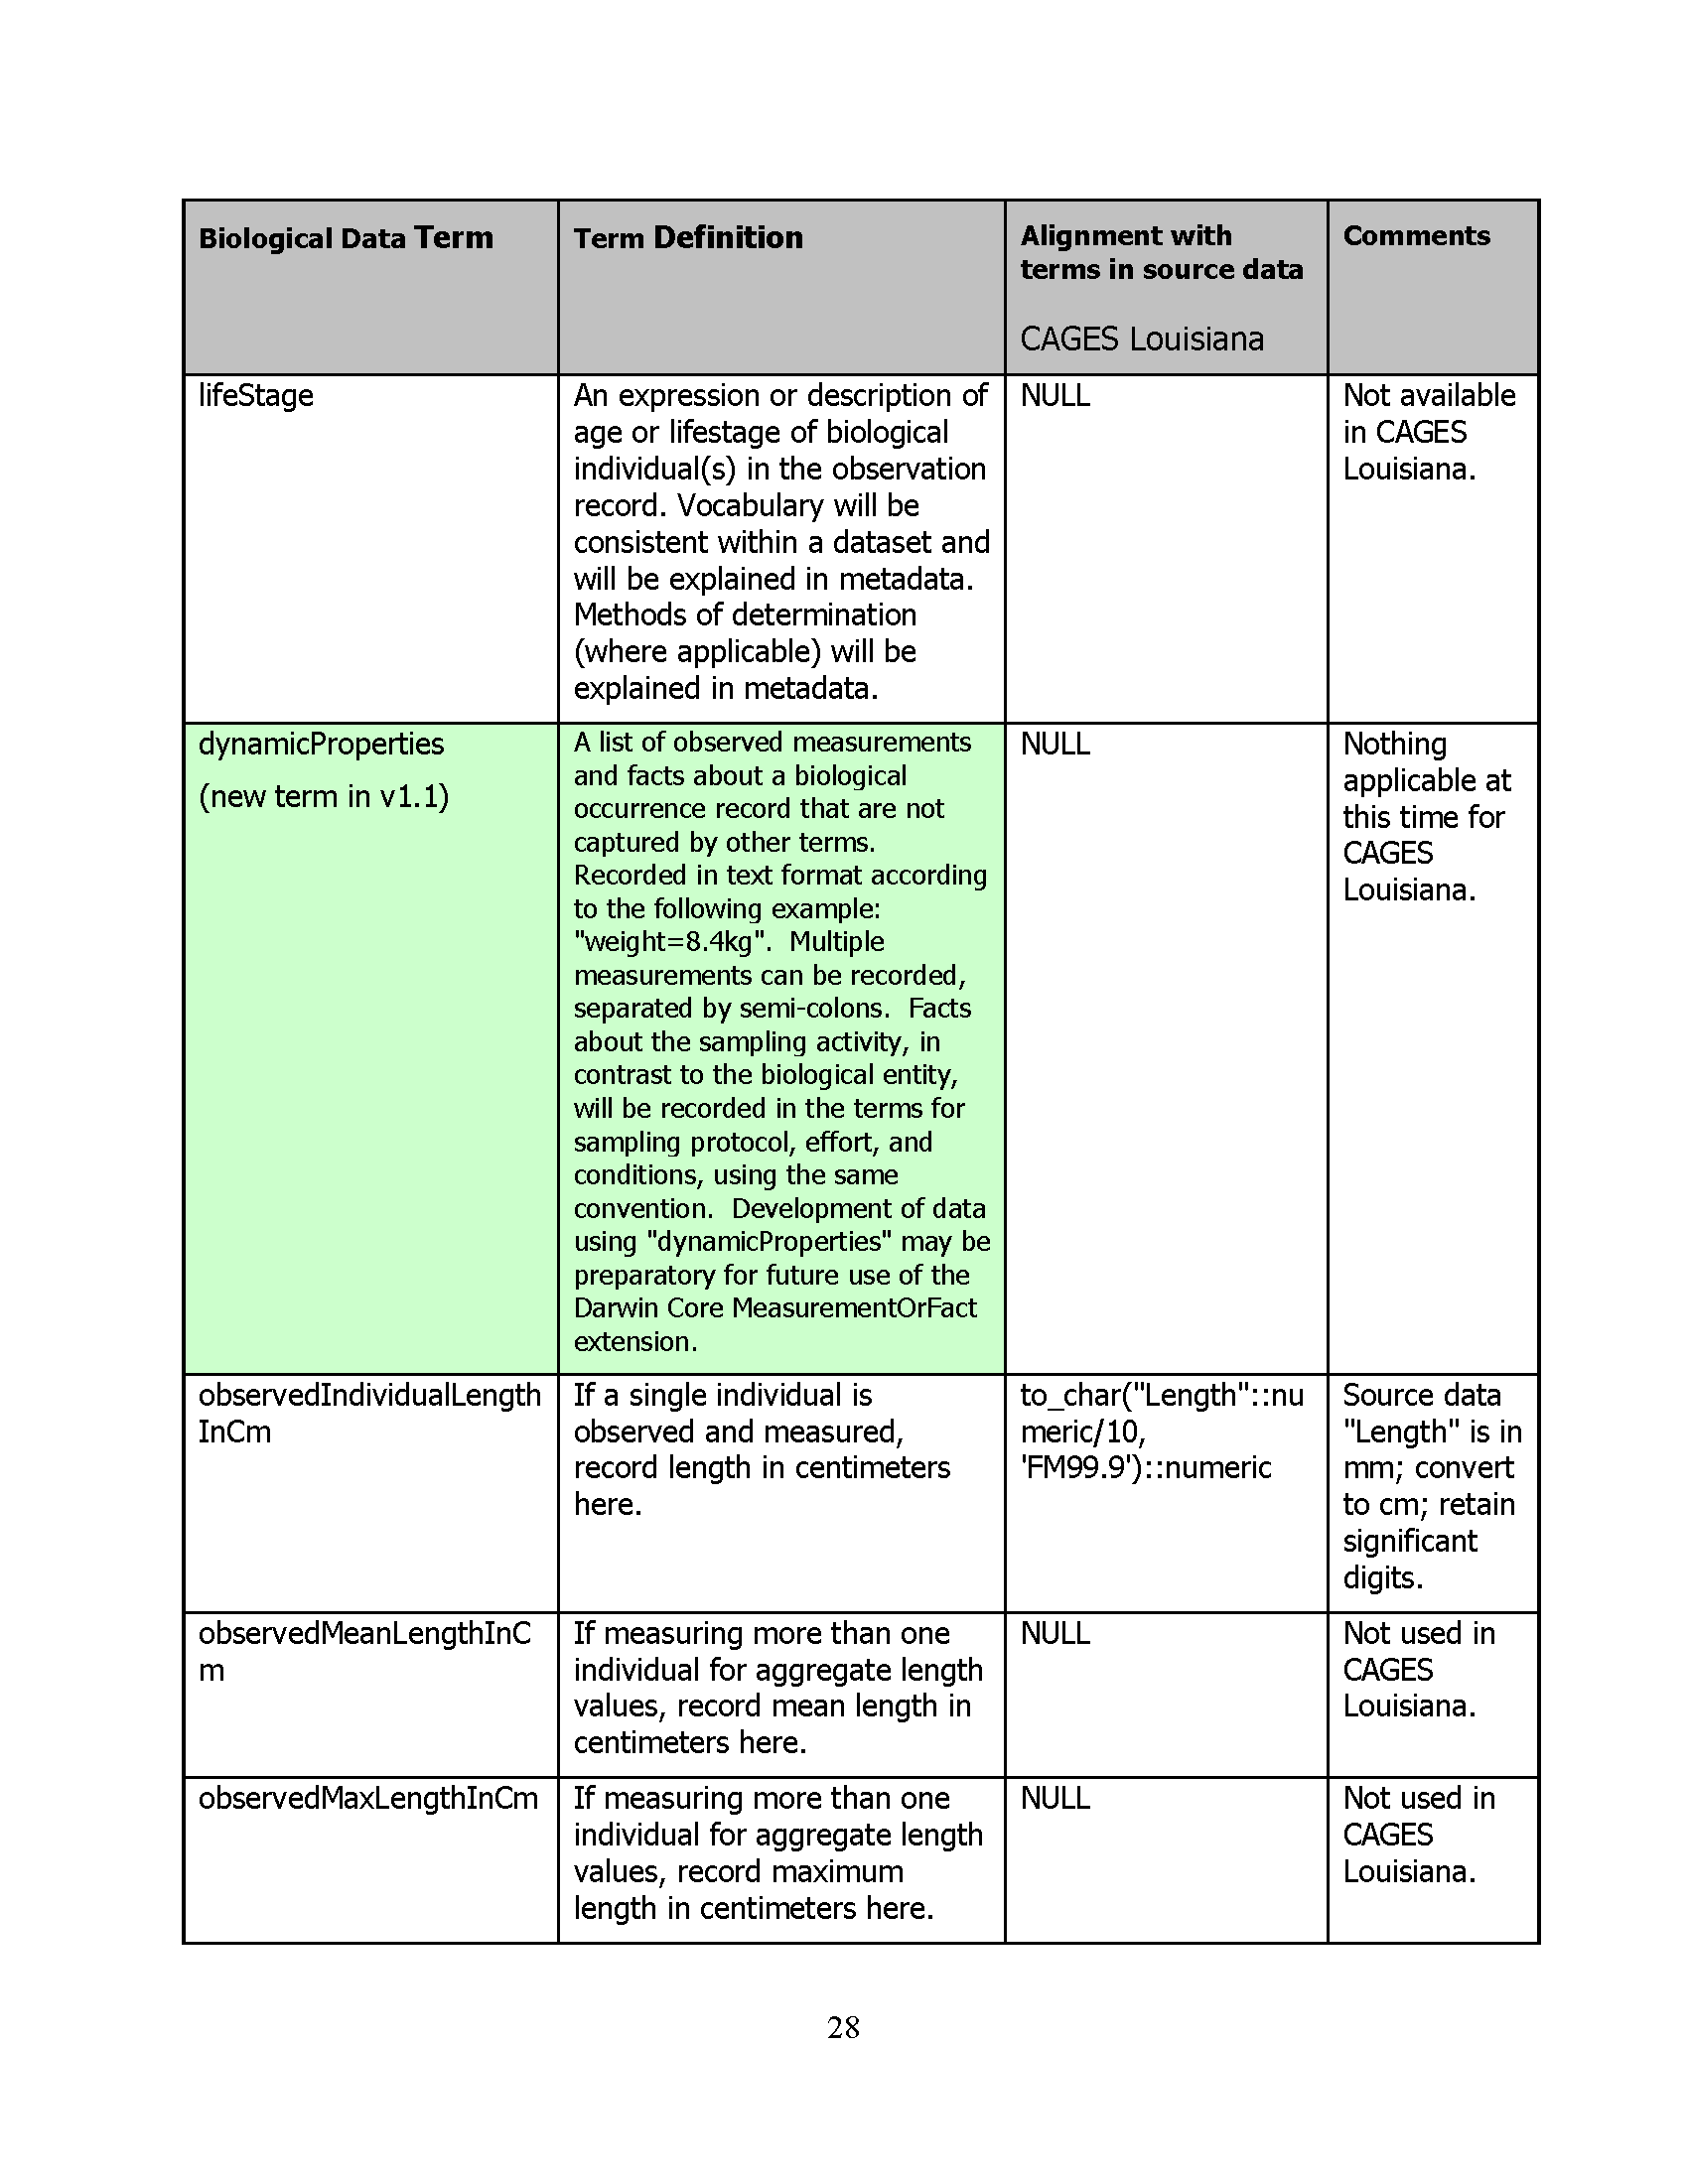 Biological Data Term
Term Definition
Alignment with
terms in source data
CAGES Louisiana
Comments
lifeStage
An expression or description of
age or lifestage of biological
individual(s) in the observation
record. Vocabulary will be
consistent within a dataset and
will be explained in metadata.
Methods of determination
(where applicable) will be
explained in metadata.
NULL
Not available
in CAGES
Louisiana.
dynamicProperties
(new term in v1.1)
A list of observed measurements
and facts about a biological
occurrence record that are not
captured by other terms.
Recorded in text format according
to the following example:
"weight=8.4kg".  Multiple
measurements can be recorded,
separated by semi-colons.  Facts
about the sampling activity, in
contrast to the biological entity,
will be recorded in the terms for
sampling protocol, effort, and
conditions, using the same
convention.  Development of data
using "dynamicProperties" may be
preparatory for future use of the
Darwin Core MeasurementOrFact
extension.
NULL
Nothing
applicable at
this time for
CAGES
Louisiana.
observedIndividualLength
InCm
If a single individual is
observed and measured,
record length in centimeters
here.
to_char("Length"::nu
meric/10,
'FM99.9')::numeric
Source data
"Length" is in
mm; convert
to cm; retain
significant
digits.
observedMeanLengthInC
m
If measuring more than one
individual for aggregate length
values, record mean length in
centimeters here.
NULL
Not used in
CAGES
Louisiana.
observedMaxLengthInCm
If measuring more than one
individual for aggregate length
values, record maximum
length in centimeters here.
NULL
Not used in
CAGES
Louisiana.
28